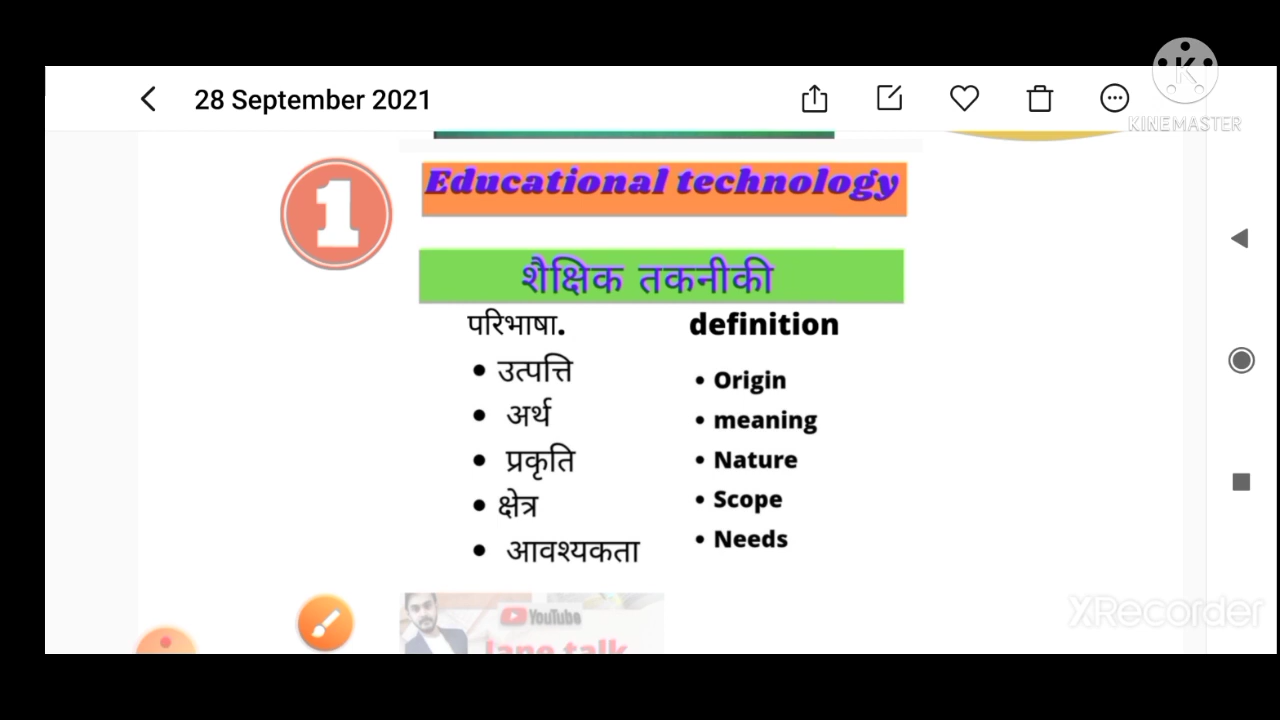 28 September 2021
KINEMASTER
1
Educational technology
शैक्षिक तकनीकी
परिभाषा. definition
• उत्पत्ति
• Origin
• अर्थ
• meaning
• प्रकृति
• Nature
• क्षेत्र
• Scope
• आवश्यकता
• Needs
XRecorder
YouTube
talk